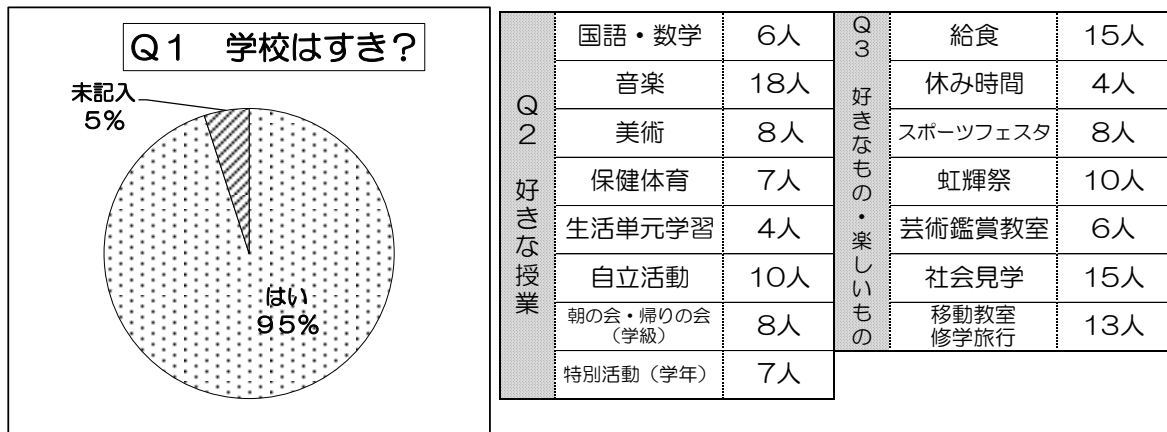 Q1　学校はすき？
未記入
5%
はい
95%
Q2　好きな授業
国語・数学　6人
音楽　18人
美術　8人
保健体育　7人
生活単元学習　4人
自立活動　10人
朝の会・帰りの会
（学級）　8人
特別活動（学年）　7人
Q3　好きなもの・楽しいもの
給食　15人
休み時間　4人
スポーツフェスタ　8人
虹輝祭　10人
芸術鑑賞教室　6人
社会見学　15人
移動教室
修学旅行　13人